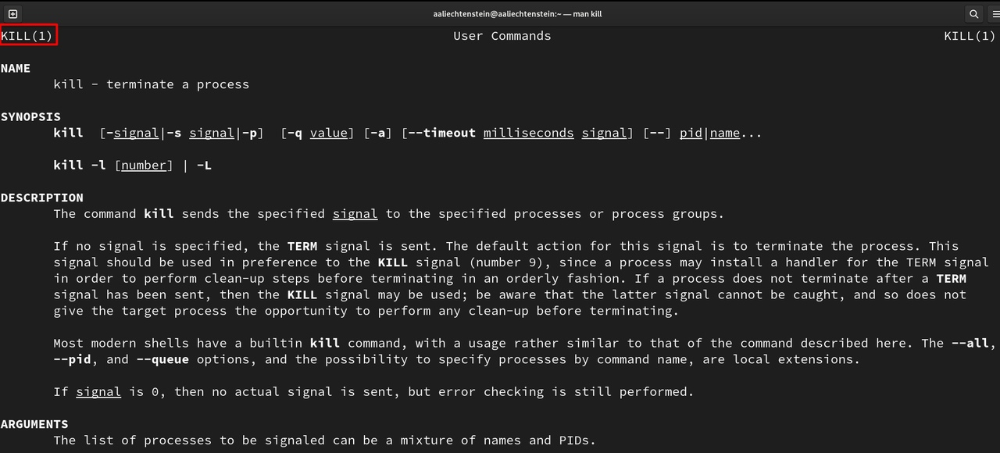 aaliechtenstein@aaliechtenstein:~ — man kill
KILL(1) User Commands KILL(1)
NAME
kill - terminate a process
SYNOPSIS
kill [-signal|-s signal|-p] [-q value] [-a] [--timeout milliseconds signal] [--] pid|name...
kill -l [number] | -L
DESCRIPTION
The command kill sends the specified signal to the specified processes or process groups.
If no signal is specified, the TERM signal is sent. The default action for this signal is to terminate the process. This
signal should be used in preference to the KILL signal (number 9), since a process may install a handler for the TERM signal
in order to perform clean-up steps before terminating in an orderly fashion. If a process does not terminate after a TERM
signal has been sent, then the KILL signal may be used; be aware that the latter signal cannot be caught, and so does not
give the target process the opportunity to perform any clean-up before terminating.
Most modern shells have a builtin kill command, with a usage rather similar to that of the command described here. The --all,
--pid, and --queue options, and the possibility to specify processes by command name, are local extensions.
If signal is 0, then no actual signal is sent, but error checking is still performed.
ARGUMENTS
The list of processes to be signaled can be a mixture of names and PIDs.